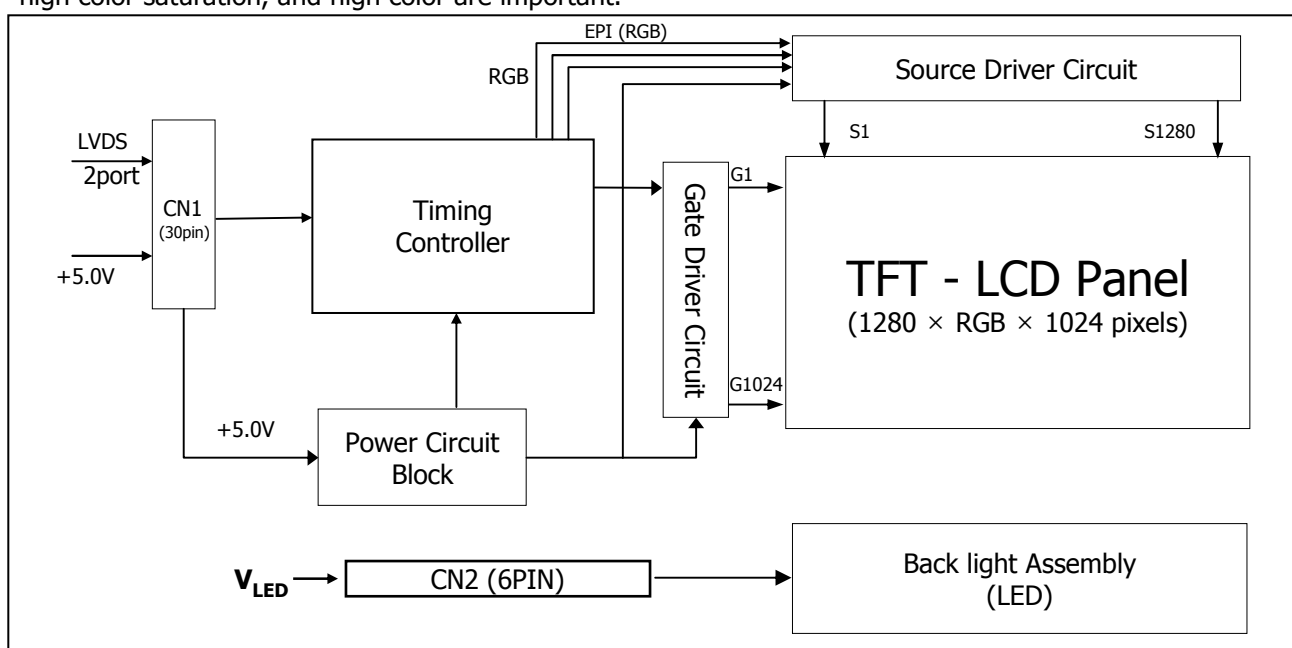 high color saturation, and high color are important.
EPI (RGB)
RGB
Source Driver Circuit
S1
S1280
LVDS
2port
+5.0V
CN1
(30pin)
Timing
Controller
Gate Driver Circuit
G1
G1024
TFT - LCD Panel
(1280 × RGB × 1024 pixels)
+5.0V
Power Circuit
Block
VLED
CN2 (6PIN)
Back light Assembly
(LED)